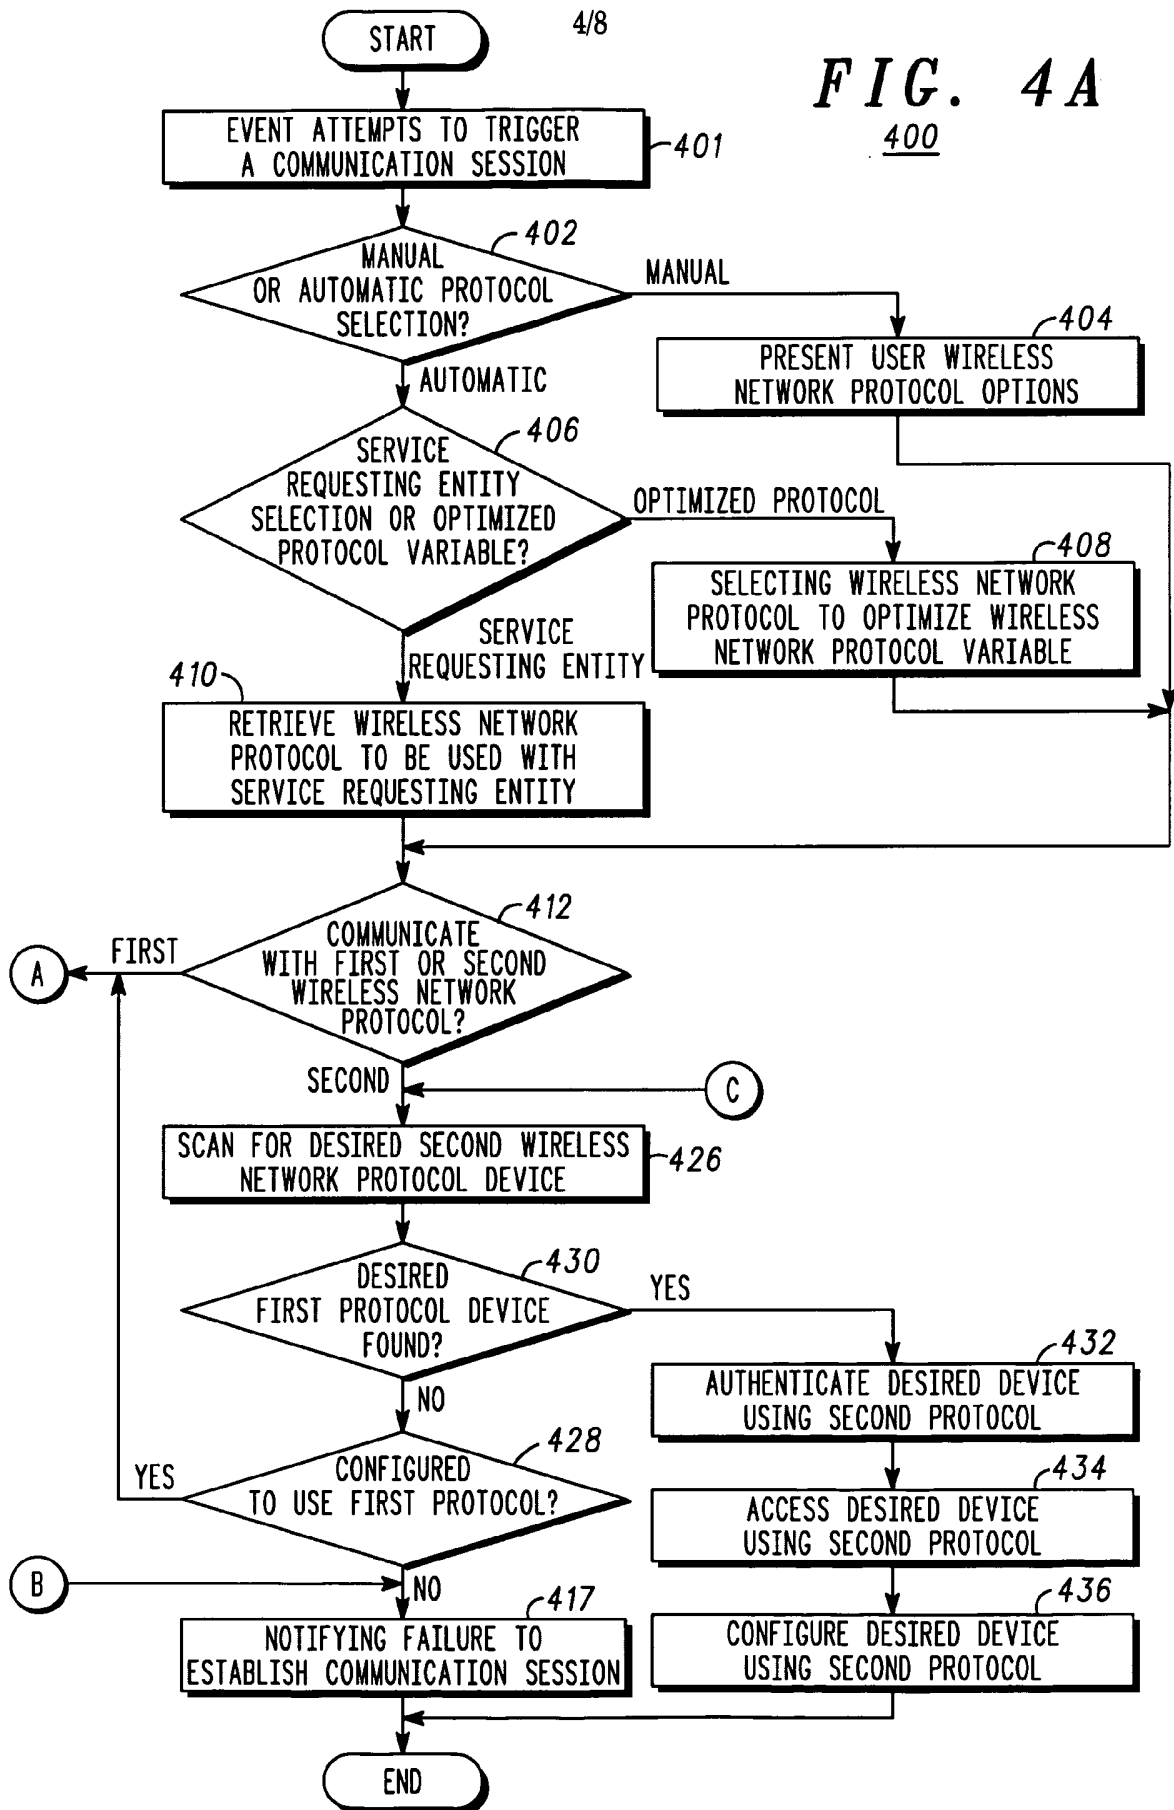 START
4/8
FIG. 4A
400
EVENT ATTEMPTS TO TRIGGER
A COMMUNICATION SESSION
401
402
MANUAL
OR AUTOMATIC PROTOCOL
SELECTION?
MANUAL
404
PRESENT USER WIRELESS
NETWORK PROTOCOL OPTIONS
AUTOMATIC
406
SERVICE
REQUESTING ENTITY
SELECTION OR OPTIMIZED
PROTOCOL VARIABLE?
OPTIMIZED PROTOCOL
408
SELECTING WIRELESS NETWORK
PROTOCOL TO OPTIMIZE WIRELESS
NETWORK PROTOCOL VARIABLE
SERVICE
REQUESTING ENTITY
410
RETRIEVE WIRELESS NETWORK
PROTOCOL TO BE USED WITH
SERVICE REQUESTING ENTITY
412
COMMUNICATE
WITH FIRST OR SECOND
WIRELESS NETWORK
PROTOCOL?
FIRST
A
SECOND
C
SCAN FOR DESIRED SECOND WIRELESS
NETWORK PROTOCOL DEVICE
426
430
DESIRED
FIRST PROTOCOL DEVICE
FOUND?
YES
432
AUTHENTICATE DESIRED DEVICE
USING SECOND PROTOCOL
NO
428
CONFIGURED
TO USE FIRST PROTOCOL?
YES
434
ACCESS DESIRED DEVICE
USING SECOND PROTOCOL
B
NO
417
NOTIFYING FAILURE TO
ESTABLISH COMMUNICATION SESSION
436
CONFIGURE DESIRED DEVICE
USING SECOND PROTOCOL
END